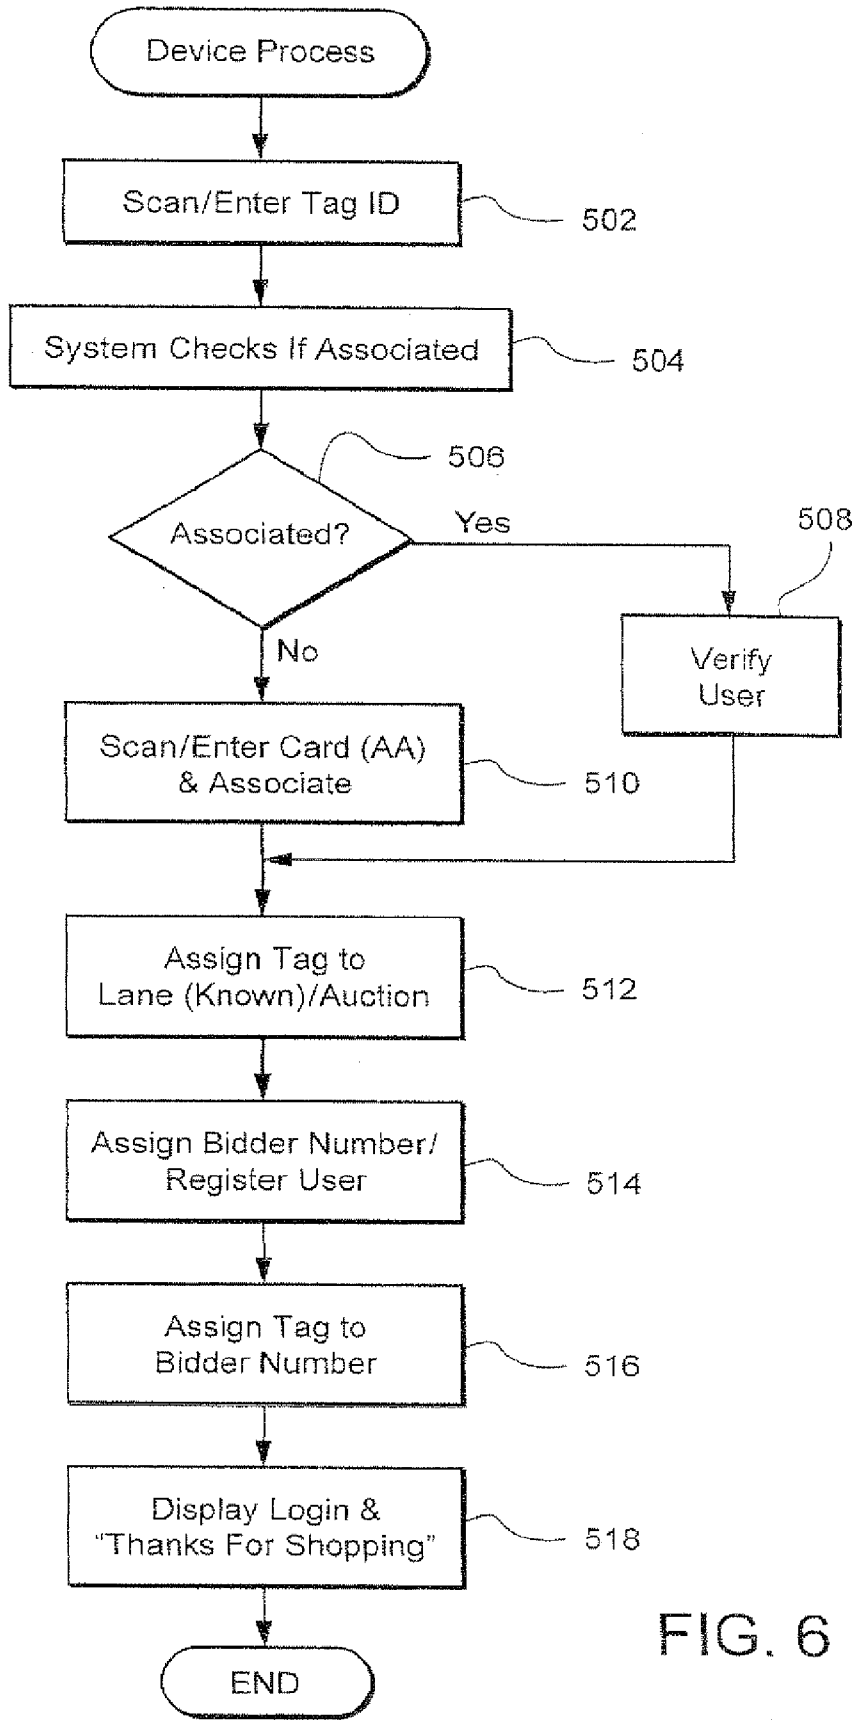 Device Process
Scan/Enter Tag ID
502
System Checks If Associated
504
506
Associated?
Yes
508
No
Verify
User
Scan/Enter Card (AA)
& Associate
510
Assign Tag to
Lane (Known)/Auction
512
Assign Bidder Number/
Register User
514
Assign Tag to
Bidder Number
516
Display Login &
"Thanks For Shopping"
518
END
FIG. 6